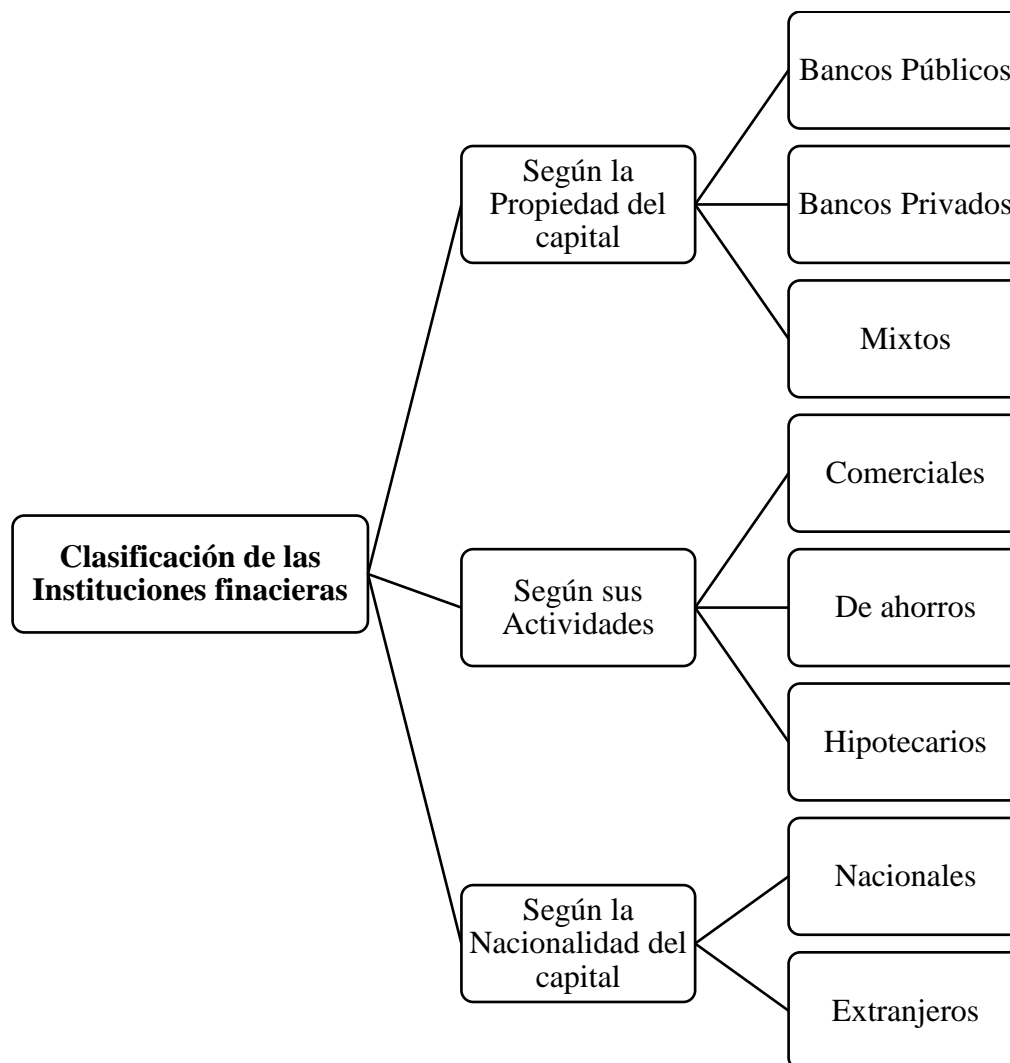 Bancos Públicos
Según la
Propiedad del
capital
Bancos Privados
Mixtos
Comerciales
Clasificación de las
Instituciones finacieras
Según sus
Actividades
De ahorros
Hipotecarios
Nacionales
Según la
Nacionalidad del
capital
Extranjeros